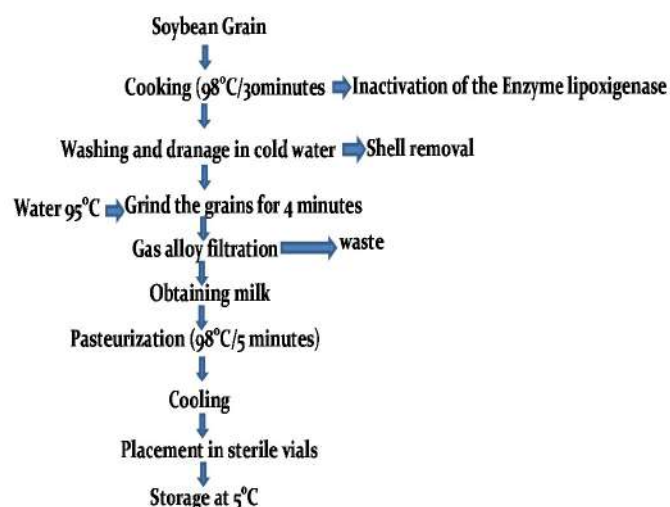 Soybean Grain
Cooking (98°C/30minutes
Inactivation of the Enzyme lipoxigenase
Washing and dranage in cold water
Shell removal
Water 95°C
Grind the grains for 4 minutes
Gas alloy filtration
waste
Obtaining milk
Pasteurization (98°C/5 minutes)
Cooling
Placement in sterile vials
Storage at 5°C